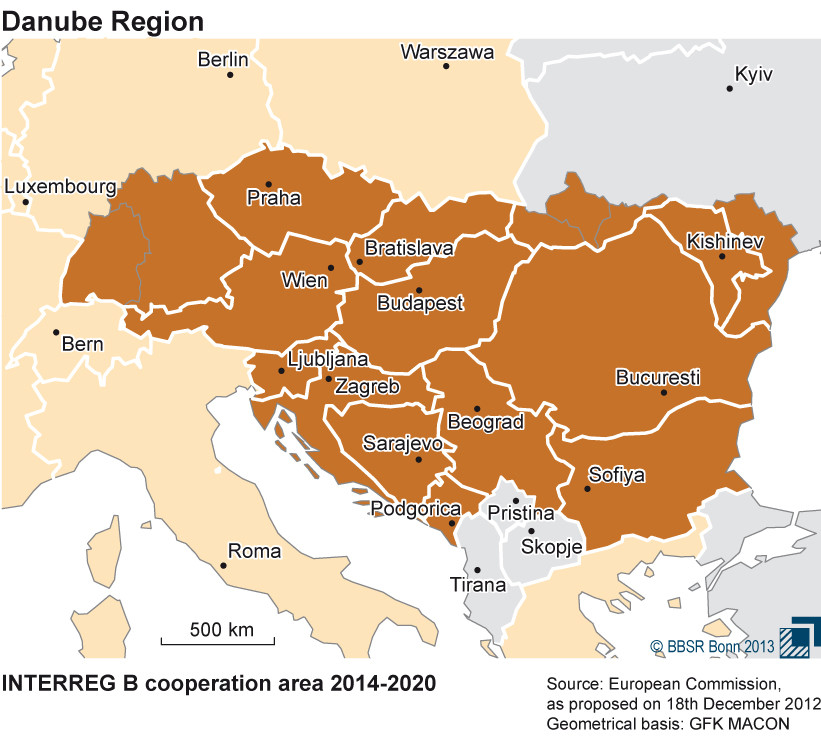 Danube Region
Warszawa
Berlin
Kyiv
Luxembourg
Praha
Kishinev
Bratislava
Wien
Budapest
Bern
Ljubljana
Zagreb
Bucuresti
Beograd
Sarajevo
Sofiya
Podgorica
Pristina
Skopje
Roma
Tirana
500 km
© BBSR Bonn 2013
INTERREG B cooperation area 2014-2020
Source: European Commission,
as proposed on 18th December 2012
Geometrical basis: GFK MACON